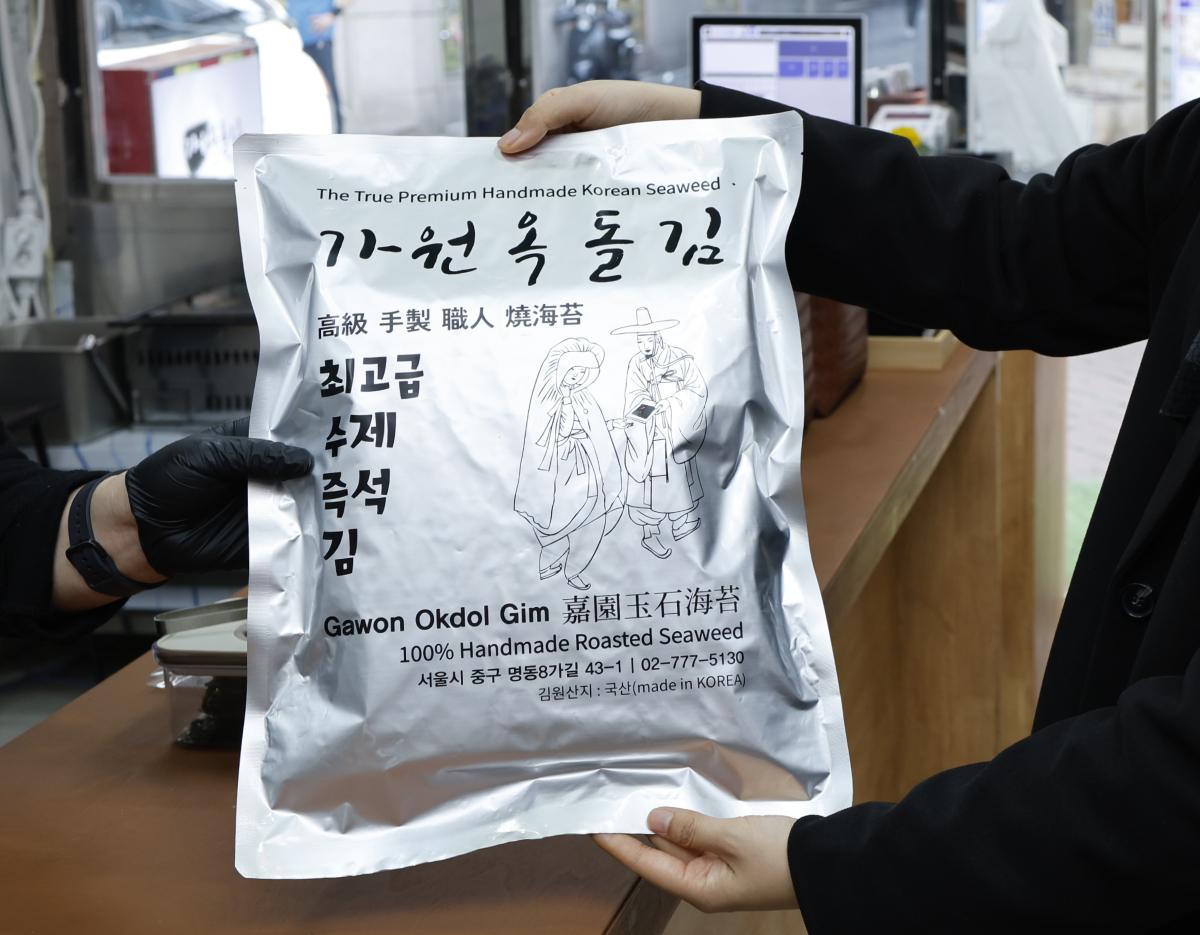 The True Premium Handmade Korean Seaweed
가원옥돌김
高級 手製 職人 燒海苔
최고급
수제
즉석
김
Gawon Okdol Gim 嘉園玉石海苔
100% Handmade Roasted Seaweed
서울시 중구 명동8가길 43-1 | 02-777-5130
김원산지 : 국산(made in KOREA)